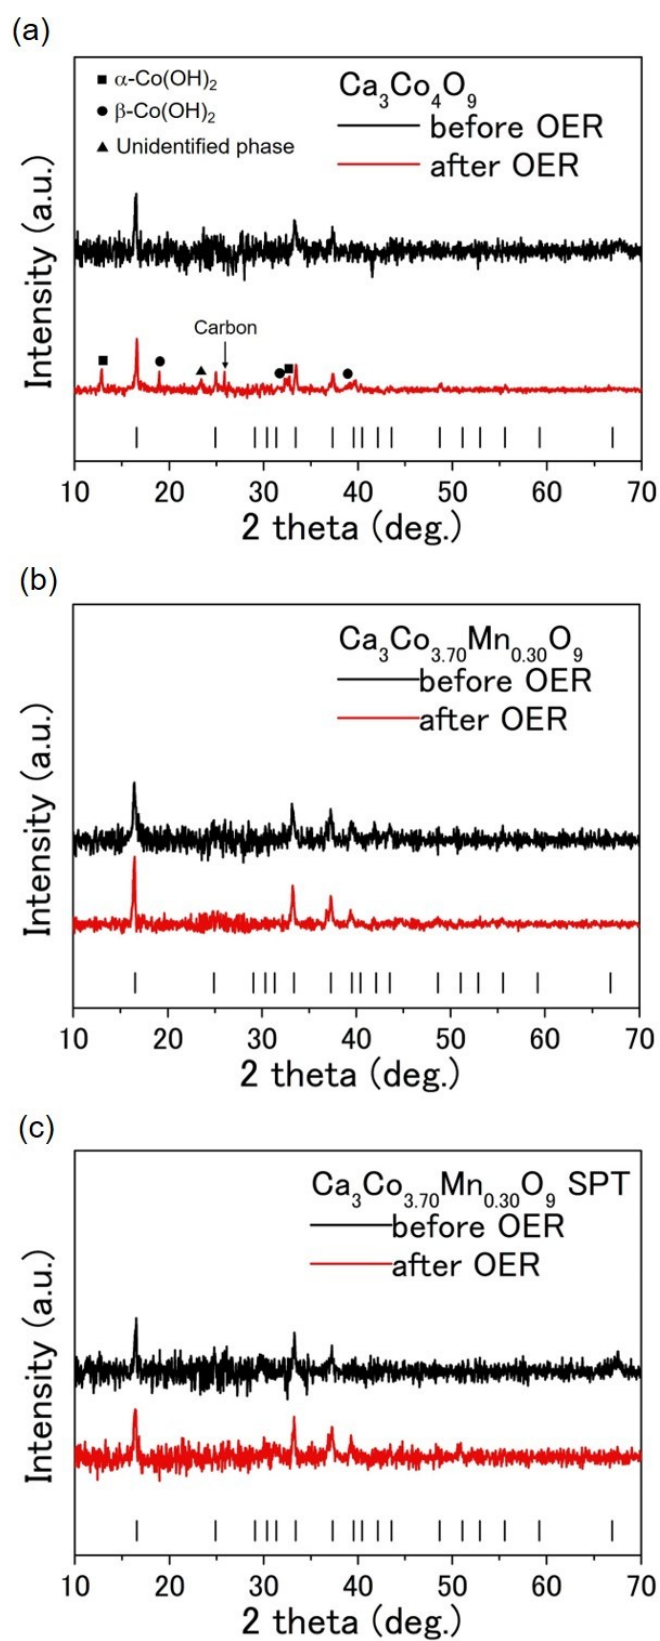 (a)
α-Co(OH)₂
β-Co(OH)₂
Unidentified phase
Ca₃Co₄O₉
before OER
after OER
Carbon
Intensity (a.u.)
10 20 30 40 50 60 70
2 theta (deg.)
(b)
Ca₃Co₃.₇₀Mn₀.₃₀O₉
before OER
after OER
Intensity (a.u.)
10 20 30 40 50 60 70
2 theta (deg.)
(c)
Ca₃Co₃.₇₀Mn₀.₃₀O₉ SPT
before OER
after OER
Intensity (a.u.)
10 20 30 40 50 60 70
2 theta (deg.)